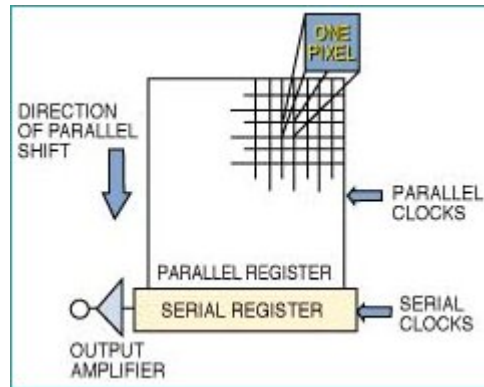 ONE
PIXEL
DIRECTION
OF PARALLEL
SHIFT
PARALLEL
CLOCKS
PARALLEL REGISTER
SERIAL REGISTER
SERIAL
CLOCKS
OUTPUT
AMPLIFIER